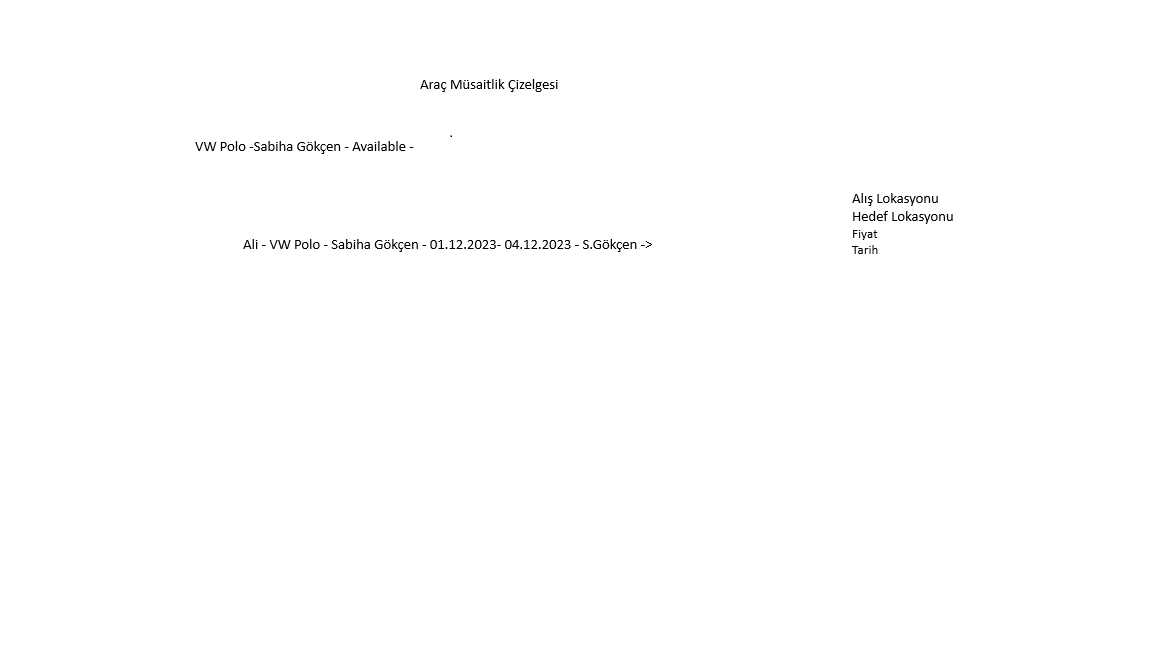 Araç Müsaitlik Çizelgesi
.
VW Polo -Sabiha Gökçen - Available -
Alış Lokasyonu
Hedef Lokasyonu
Fiyat
Ali - VW Polo - Sabiha Gökçen - 01.12.2023- 04.12.2023 - S.Gökçen ->
Tarih